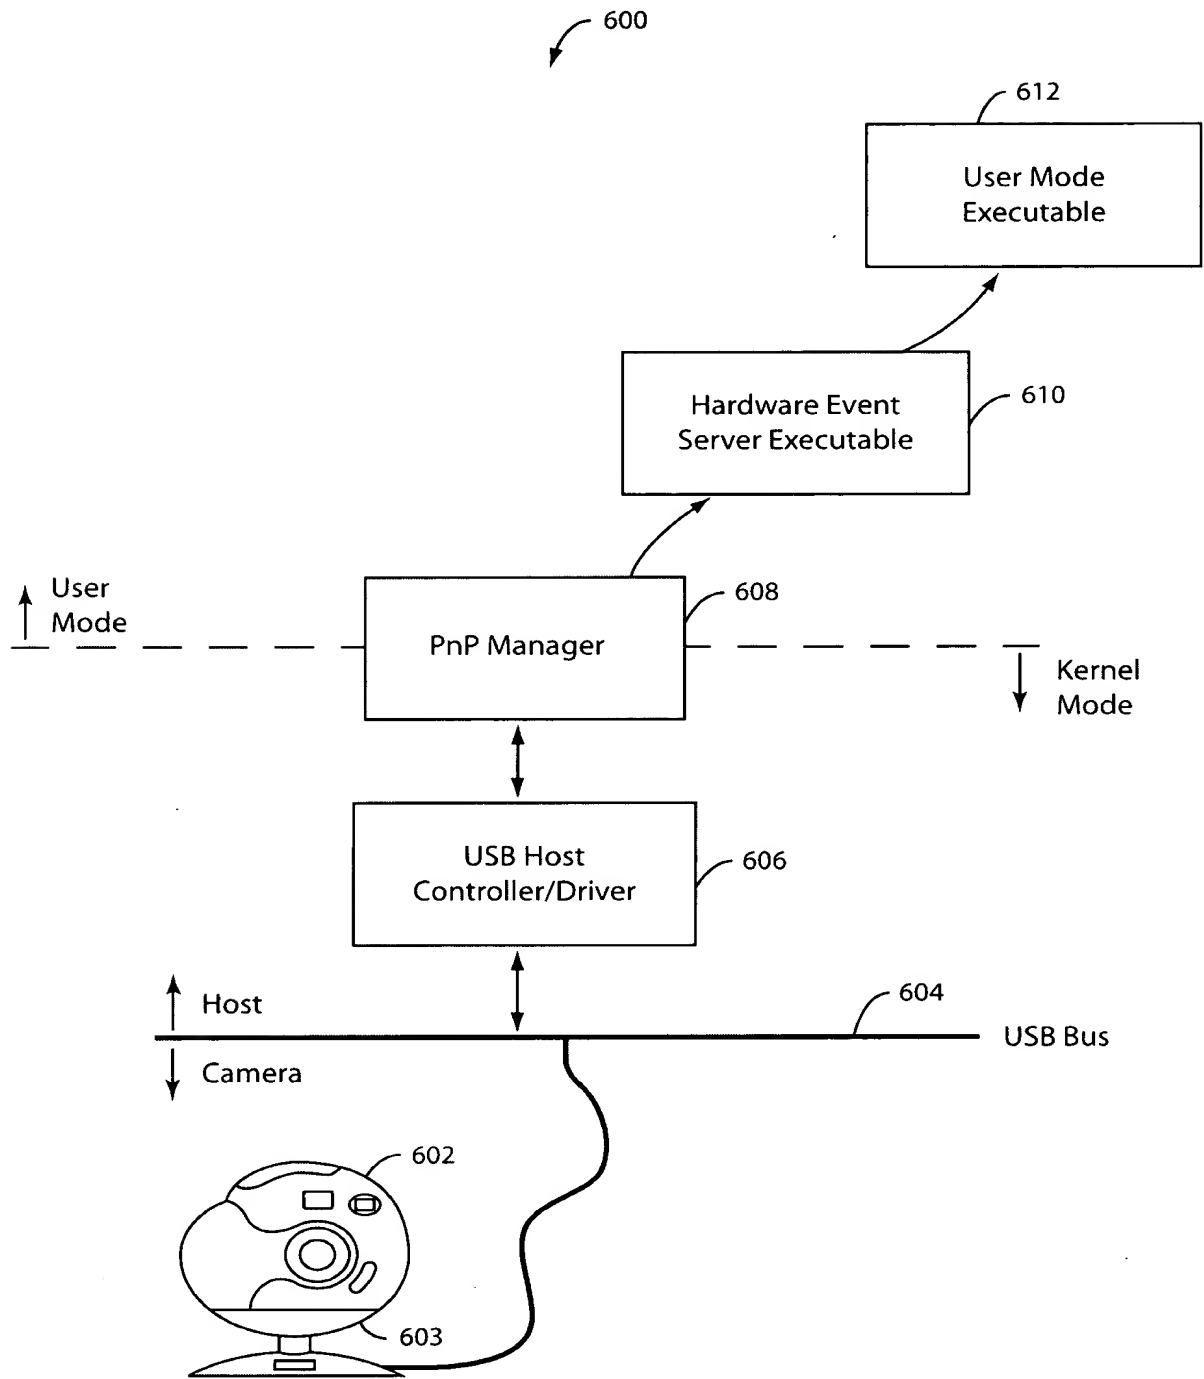 600
612
User Mode
Executable
Hardware Event
Server Executable
610
User
Mode
608
PnP Manager
Kernel
Mode
USB Host
Controller/Driver
606
Host
604
USB Bus
Camera
602
603